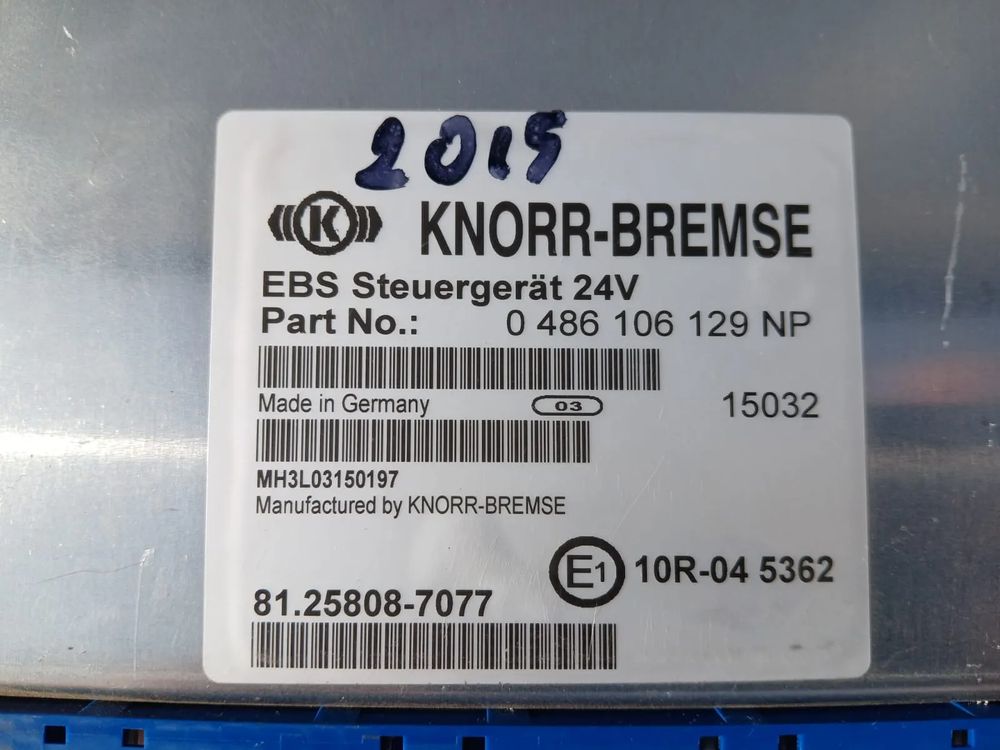 2015
K KNORR-BREMSE
EBS Steuergerät 24V
Part No.: 0 486 106 129 NP
Made in Germany 03 15032
MH3L03150197
Manufactured by KNORR-BREMSE
E1 10R-04 5362
81.25808-7077